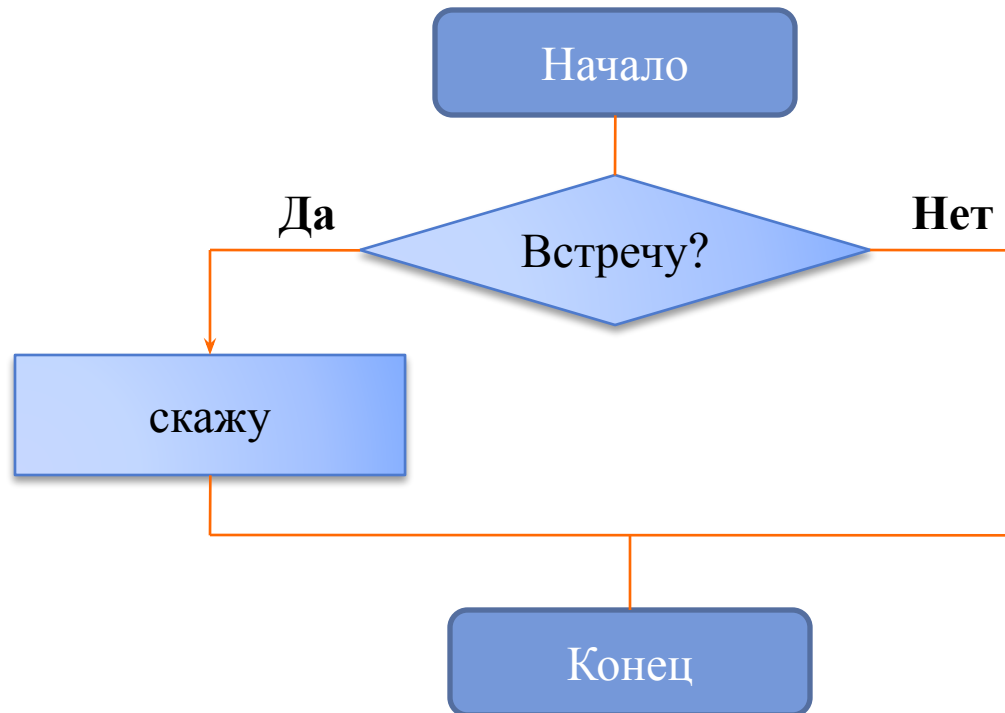 Начало
Да
Нет
Встречу?
скажу
Конец